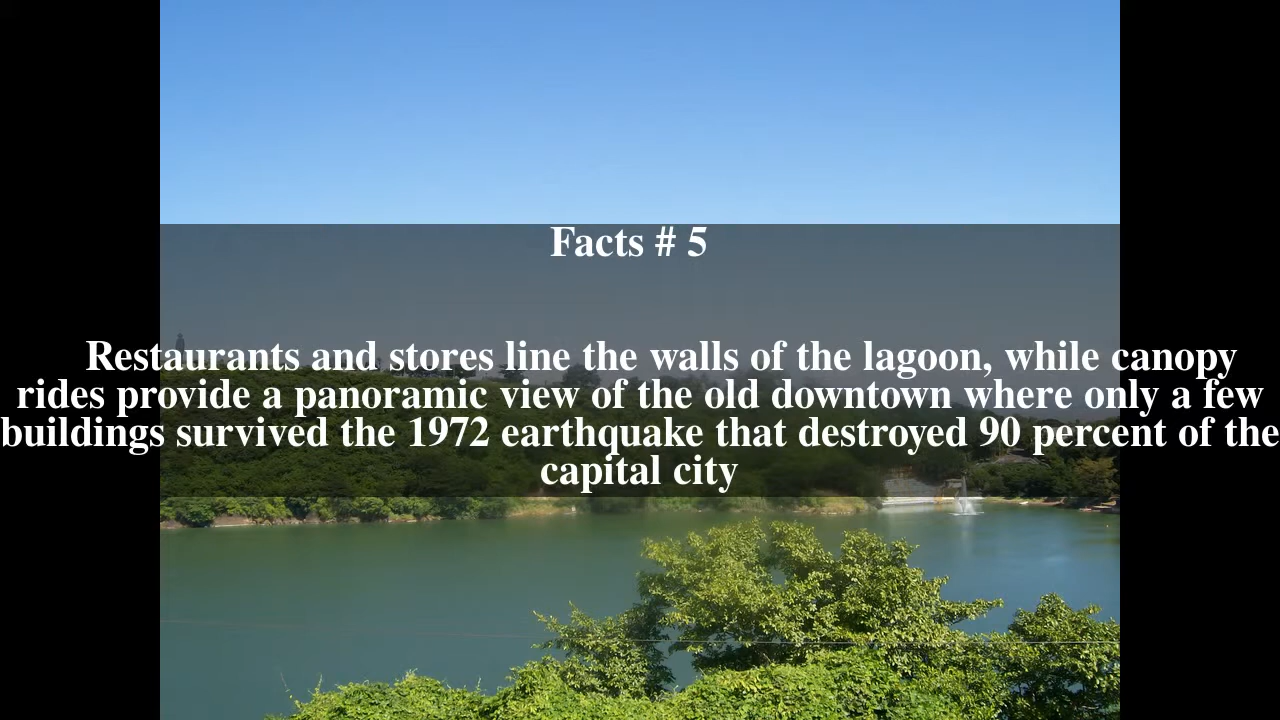 Facts # 5
Restaurants and stores line the walls of the lagoon, while canopy
rides provide a panoramic view of the old downtown where only a few
buildings survived the 1972 earthquake that destroyed 90 percent of the
capital city